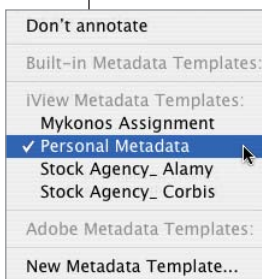 Don't annotate
Built-in Metadata Templates:
iView Metadata Templates:
Mykonos Assignment
✓ Personal Metadata
Stock Agency_ Alamy
Stock Agency_ Corbis
Adobe Metadata Templates:
New Metadata Template...